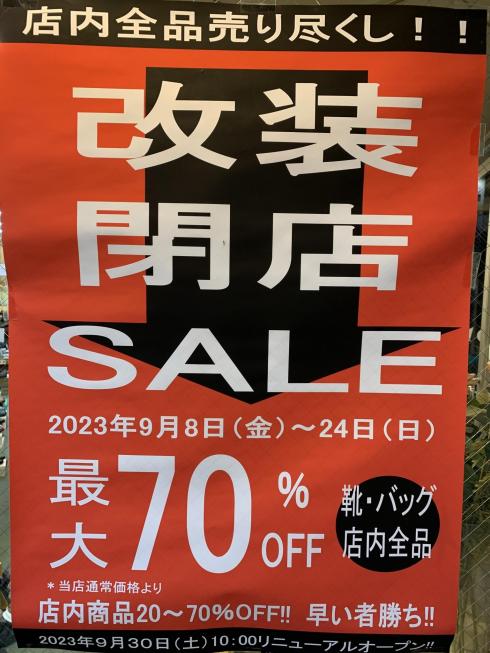 店内全品売り尽くし！！
改装
閉店
SALE
2023年9月8日(金)～24日(日)
最大70%OFF
靴・バッグ
店内全品
*当店通常価格より
店内商品20～70%OFF!! 早い者勝ち!!
2023年9月30日(土)10:00リニューアルオープン!!